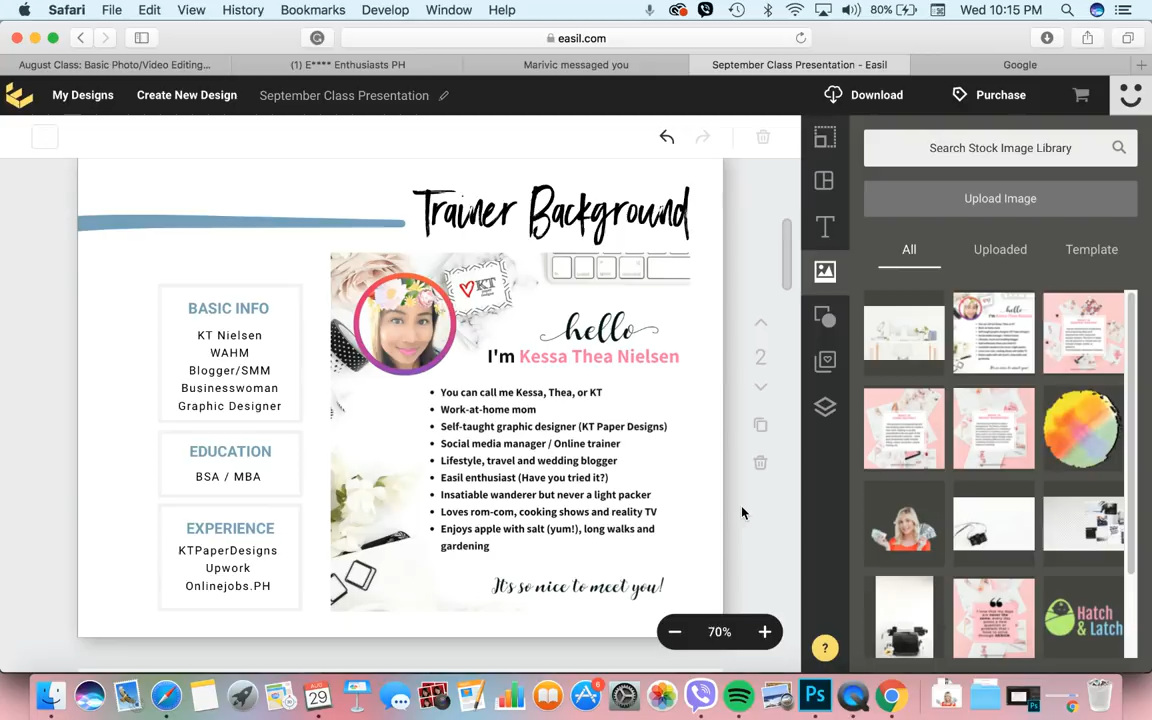 Safari File Edit View History Bookmarks Develop Window Help 80% Wed 10:15 PM
easil.com
August Class: Basic Photo/Video Editing... (1) E**** Enthusiasts PH Marivic messaged you September Class Presentation - Easil Google
My Designs Create New Design September Class Presentation Download Purchase
Search Stock Image Library
Upload Image
All Uploaded Template
Trainer Background
BASIC INFO
KT Nielsen
WAHM
Blogger/SMM
Businesswoman
Graphic Designer
EDUCATION
BSA / MBA
EXPERIENCE
KTPaperDesigns
Upwork
Onlinejobs.PH
KT
hello
I'm Kessa Thea Nielsen
• You can call me Kessa, Thea, or KT
• Work-at-home mom
• Self-taught graphic designer (KT Paper Designs)
• Social media manager / Online trainer
• Lifestyle, travel and wedding blogger
• Easil enthusiast (Have you tried it?)
• Insatiable wanderer but never a light packer
• Loves rom-com, cooking shows and reality TV
• Enjoys apple with salt (yum!), long walks and
gardening
It's so nice to meet you!
2
70%
?
hello
Hatch
& Latch
29
6
Ps